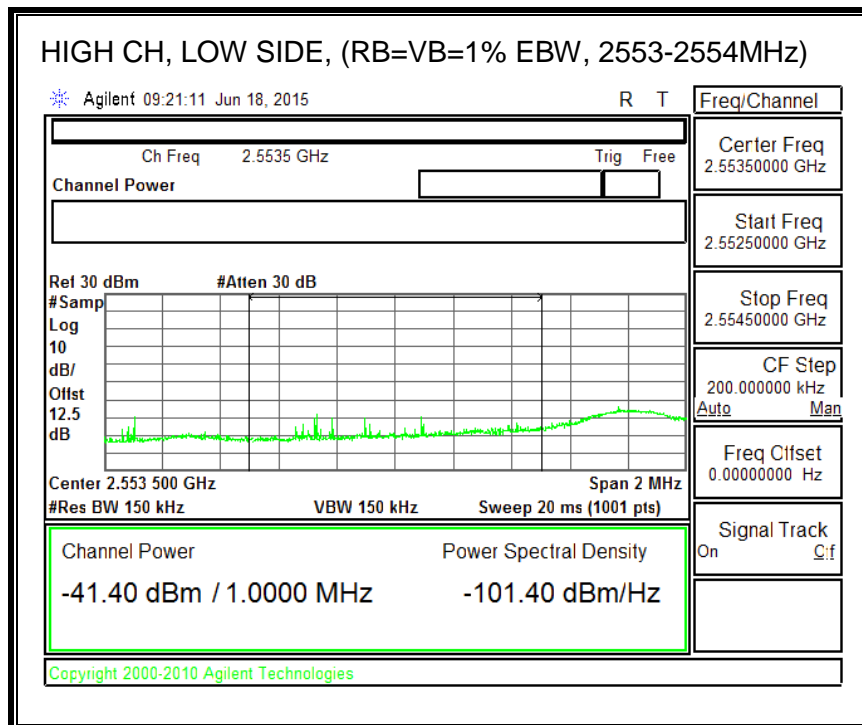 HIGH CH, LOW SIDE, (RB=VB=1% EBW, 2553-2554MHz)
Agilent 09:21:11 Jun 18, 2015 R T
Freq/Channel
Ch Freq 2.5535 GHz Trig Free
Channel Power
Center Freq
2.55350000 GHz
Start Freq
2.55250000 GHz
Stop Freq
2.55450000 GHz
CF Step
200.000000 kHz
Auto Man
Freq Offset
0.00000000 Hz
Signal Track
On Off
Ref 30 dBm #Atten 30 dB
#Samp
Log
10
dB/
Offst
12.5
dB
Center 2.553 500 GHz Span 2 MHz
#Res BW 150 kHz VBW 150 kHz Sweep 20 ms (1001 pts)
Channel Power Power Spectral Density
-41.40 dBm / 1.0000 MHz -101.40 dBm/Hz
Copyright 2000-2010 Agilent Technologies